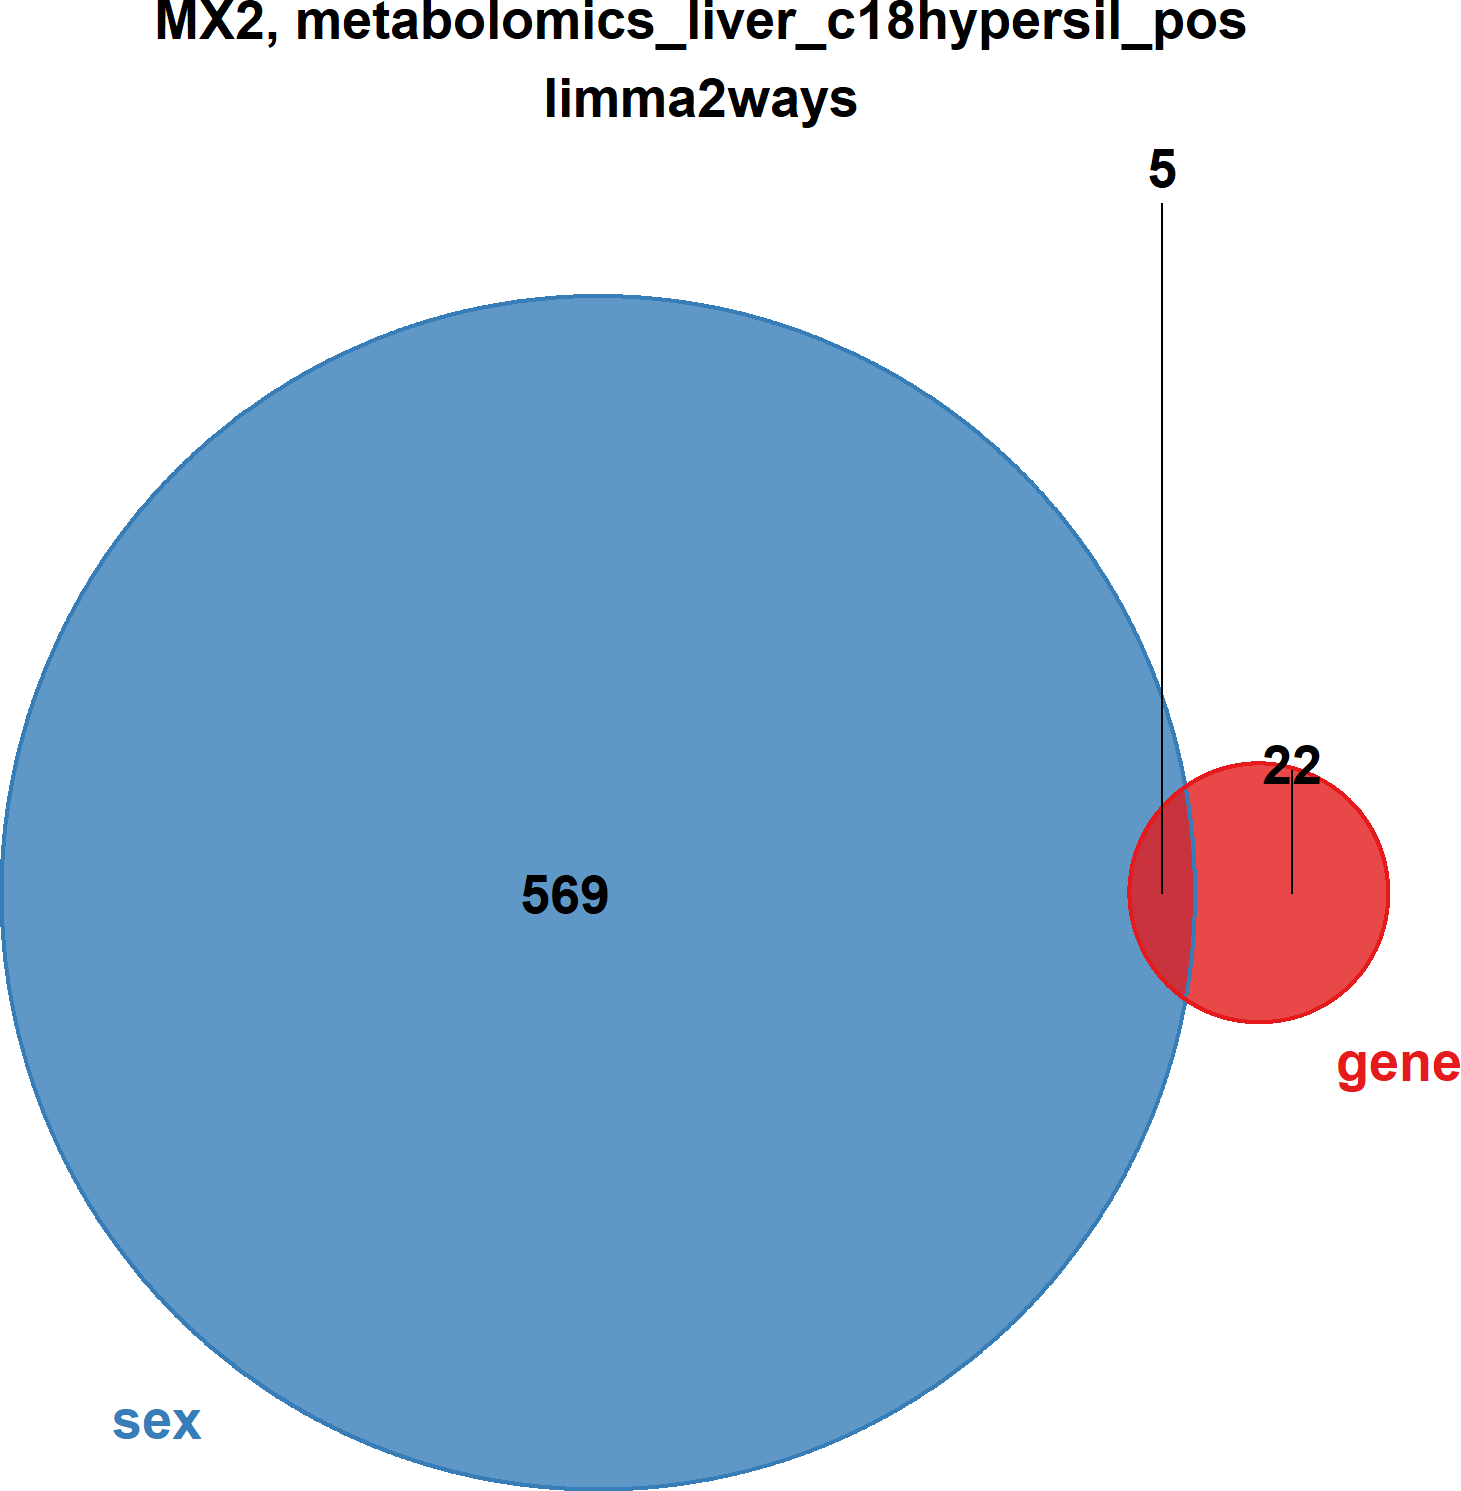 MX2, metabolomics_liver_c18hypersil_pos
limma2ways
5
22
569
gene
sex